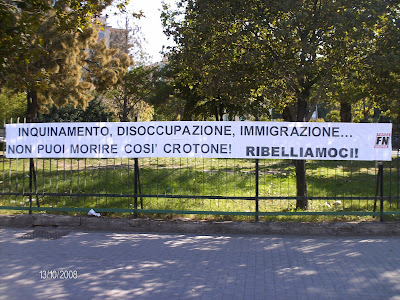 INQUINAMENTO, DISOCCUPAZIONE, IMMIGRAZIONE...
NON PUOI MORIRE COSI' CROTONE! RIBELLIAMOCI!
FN
13/10/2008